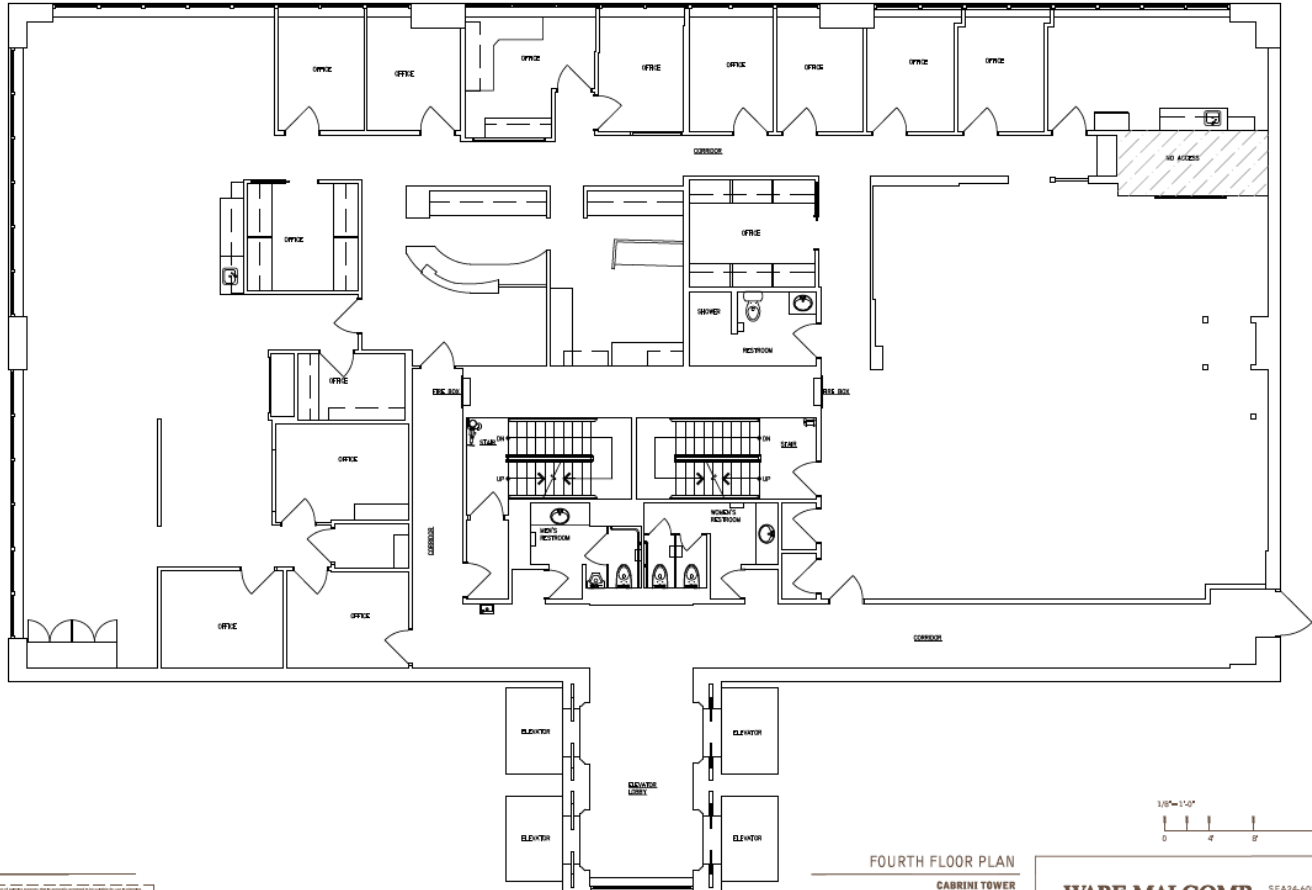 OFFICE
OFFICE
OFFICE
OFFICE
OFFICE
OFFICE
OFFICE
OFFICE
CORRIDOR
NO ACCESS
OFFICE
OFFICE
SHOWER
RESTROOM
OFFICE
FIRE BOX
FIRE BOX
STAIR
DN
UP
DN
UP
STAIR
OFFICE
MEN'S
RESTROOM
WOMEN'S
RESTROOM
CORRIDOR
OFFICE
OFFICE
CORRIDOR
ELEVATOR
ELEVATOR
ELEVATOR
LOBBY
ELEVATOR
ELEVATOR
1/8"=1'-0"
0 4' 8'
FOURTH FLOOR PLAN
CABRINI TOWER
WARE MALCOMB